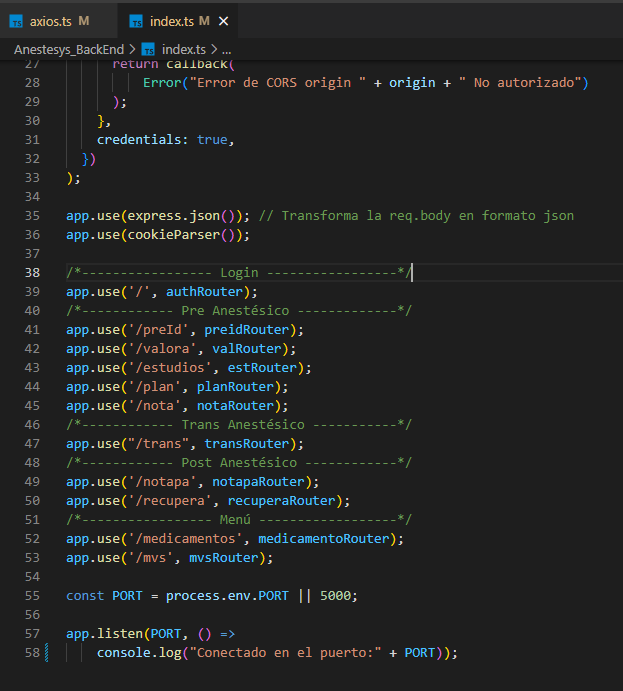 TS axios.ts M TS index.ts M ×
Anestesys_BackEnd > TS index.ts > ...
27 return callback(
28 Error("Error de CORS origin " + origin + " No autorizado")
29 );
30 },
31 credentials: true,
32 })
33 );
34
35 app.use(express.json()); // Transforma la req.body en formato json
36 app.use(cookieParser());
37
38 /*----------------- Login -----------------*/
39 app.use('/', authRouter);
40 /*------------ Pre Anestésico -------------*/
41 app.use('/preId', preidRouter);
42 app.use('/valora', valRouter);
43 app.use('/estudios', estRouter);
44 app.use('/plan', planRouter);
45 app.use('/nota', notaRouter);
46 /*------------ Trans Anestésico -----------*/
47 app.use("/trans", transRouter);
48 /*------------ Post Anestésico ------------*/
49 app.use('/notapa', notapaRouter);
50 app.use('/recupera', recuperaRouter);
51 /*----------------- Menú ------------------*/
52 app.use('/medicamentos', medicamentoRouter);
53 app.use('/mvs', mvsRouter);
54
55 const PORT = process.env.PORT || 5000;
56
57 app.listen(PORT, () =>
58 console.log("Conectado en el puerto:" + PORT));